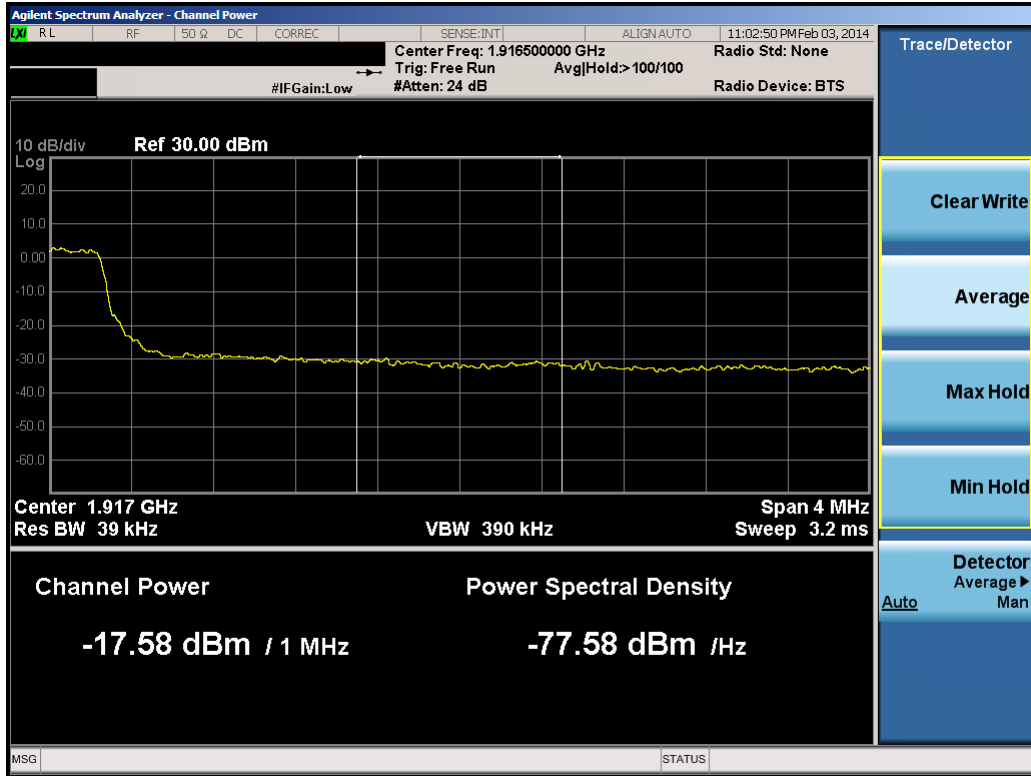 Agilent Spectrum Analyzer - Channel Power
LXI RL RF 50 Ω DC CORREC SENSE:INT ALIGN AUTO 11:02:50 PM Feb 03, 2014
Center Freq: 1.916500000 GHz Radio Std: None
Trig: Free Run Avg|Hold:> 100/100
#IFGain:Low #Atten: 24 dB Radio Device: BTS
10 dB/div Ref 30.00 dBm
Log
20.0
10.0
0.00
-10.0
-20.0
-30.0
-40.0
-50.0
-60.0
Center 1.917 GHz Span 4 MHz
Res BW 39 kHz VBW 390 kHz Sweep 3.2 ms
Channel Power Power Spectral Density
-17.58 dBm / 1 MHz -77.58 dBm /Hz
MSG STATUS
Trace/Detector
Clear Write
Average
Max Hold
Min Hold
Detector
Average▶
Auto Man